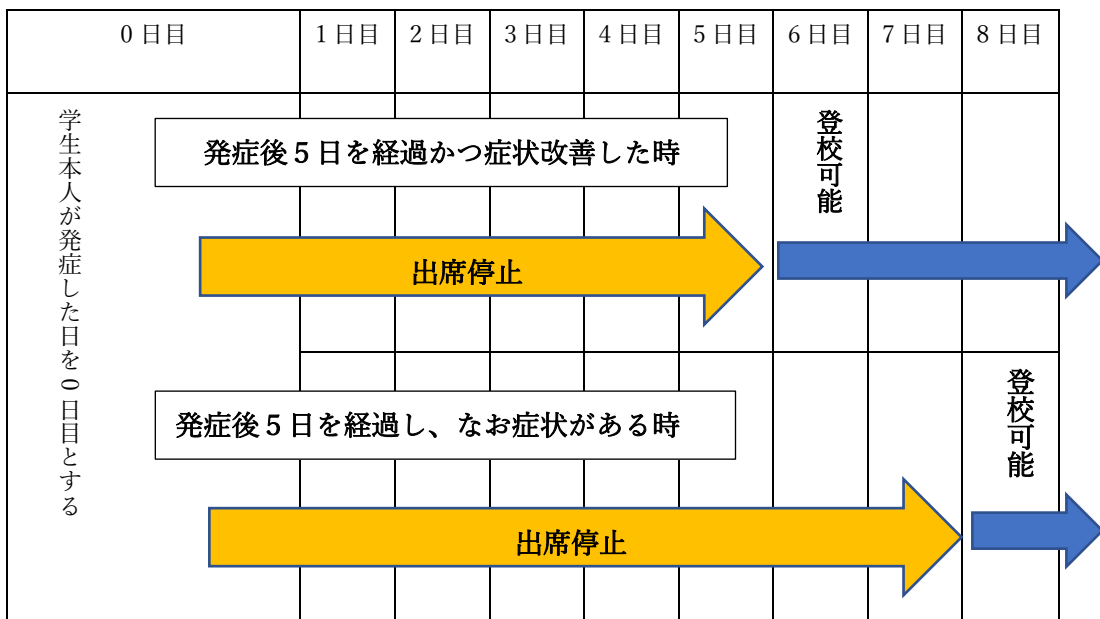 0日目 1日目 2日目 3日目 4日目 5日目 6日目 7日目 8日目
学生本人が発症した日を0日目とする
発症後5日を経過かつ症状改善した時
登校可能
出席停止
発症後5日を経過し、なお症状がある時
登校可能
出席停止